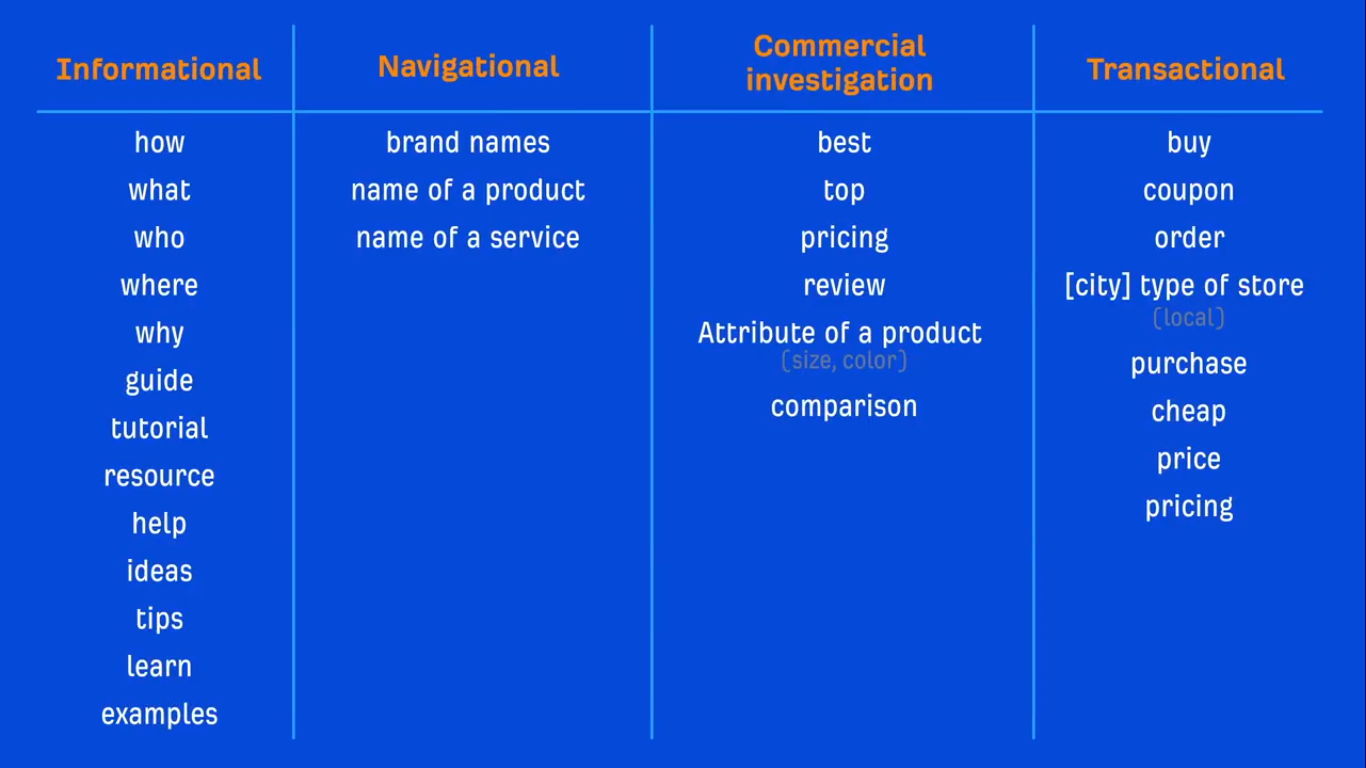 Informational
how
what
who
where
why
guide
tutorial
resource
help
ideas
tips
learn
examples
Navigational
brand names
name of a product
name of a service
Commercial
investigation
best
top
pricing
review
Attribute of a product
(size, color)
comparison
Transactional
buy
coupon
order
[city] type of store
(local)
purchase
cheap
price
pricing